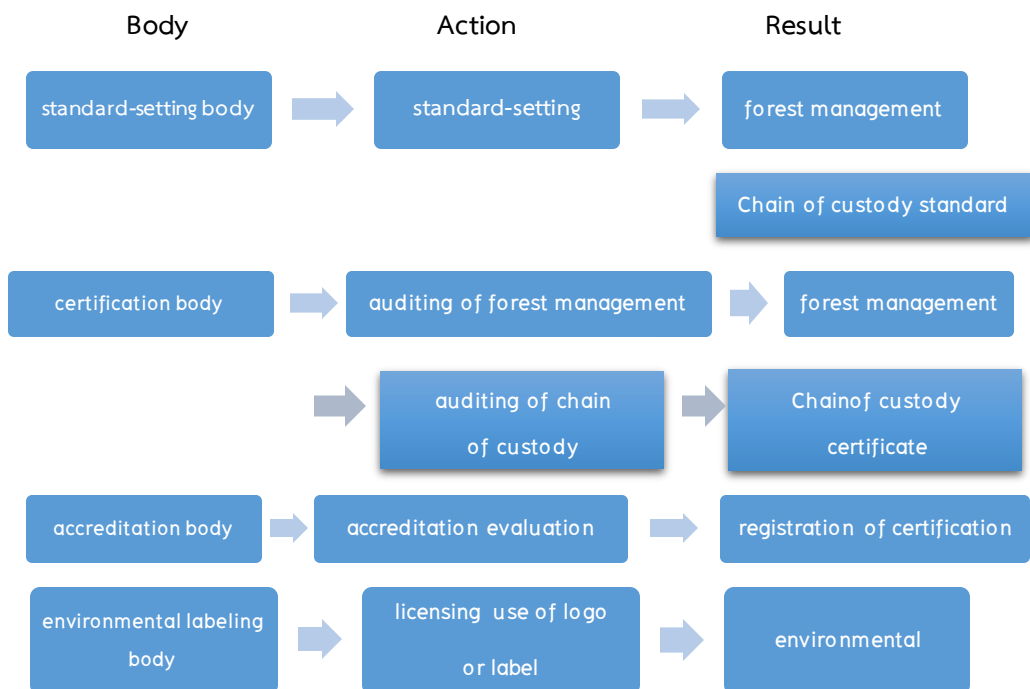 Body Action Result
standard-setting body standard-setting forest management
Chain of custody standard
certification body auditing of forest management forest management
auditing of chain
of custody
Chainof custody
certificate
accreditation body accreditation evaluation registration of certification
environmental labeling
body
licensing use of logo
or label
environmental